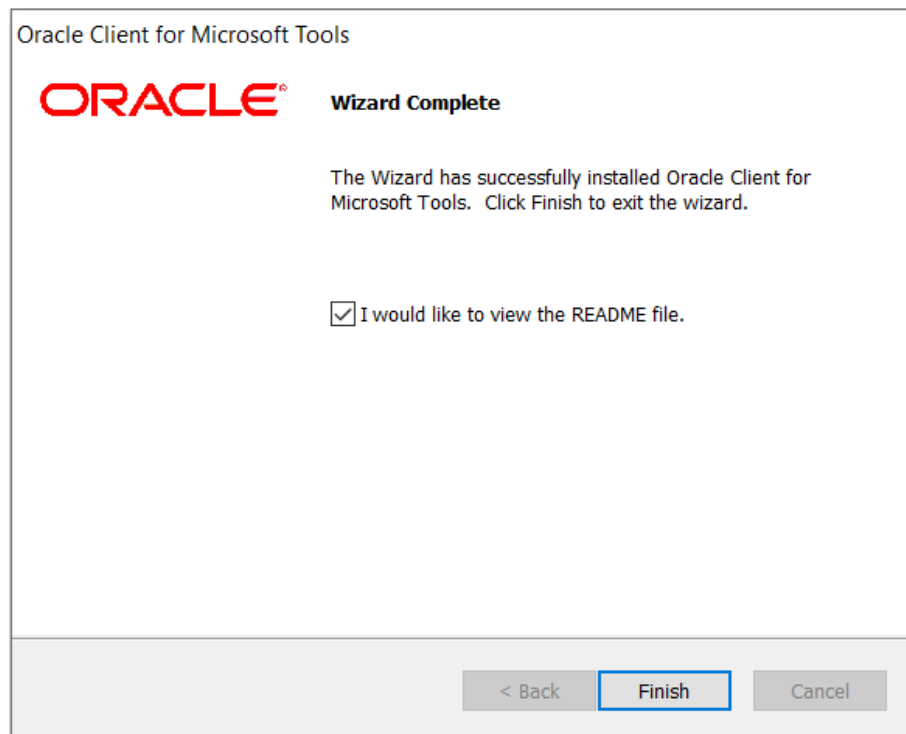 Oracle Client for Microsoft Tools
ORACLE®
Wizard Complete
The Wizard has successfully installed Oracle Client for
Microsoft Tools.  Click Finish to exit the wizard.
I would like to view the README file.
< Back
Finish
Cancel